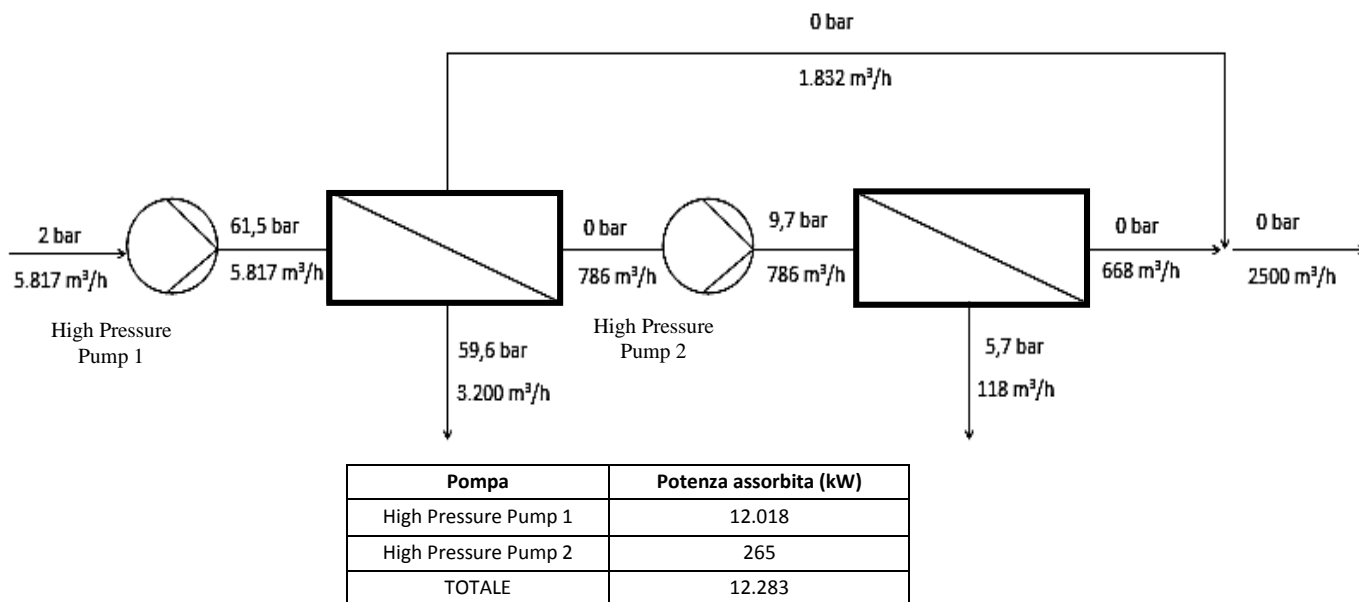 0 bar
1.832 m³/h
2 bar
5.817 m³/h
High Pressure
Pump 1
61,5 bar
5.817 m³/h
0 bar
786 m³/h
High Pressure
Pump 2
9,7 bar
786 m³/h
0 bar
668 m³/h
0 bar
2500 m³/h
59,6 bar
3.200 m³/h
5,7 bar
118 m³/h
Pompa Potenza assorbita (kW)
High Pressure Pump 1 12.018
High Pressure Pump 2 265
TOTALE 12.283